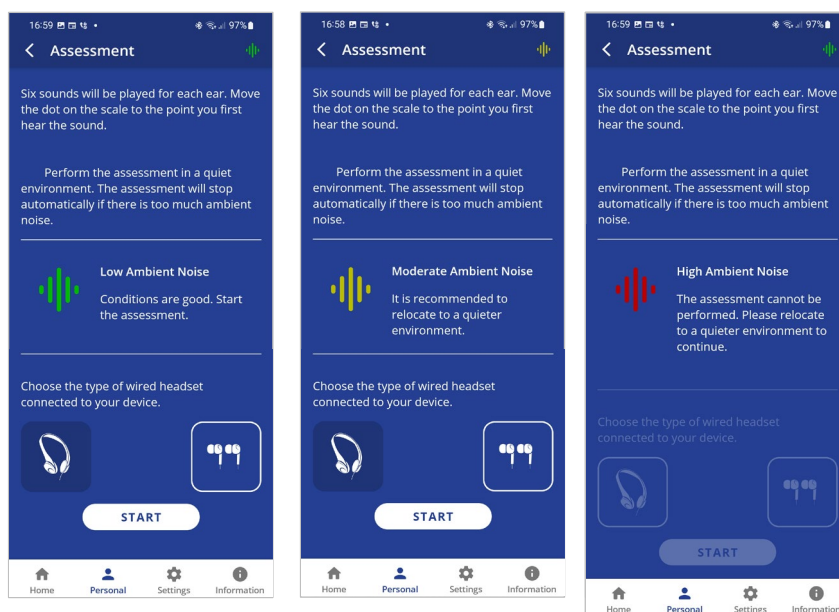 16:59
97%
Assessment
Six sounds will be played for each ear. Move
the dot on the scale to the point you first
hear the sound.
Perform the assessment in a quiet
environment. The assessment will stop
automatically if there is too much ambient
noise.
Low Ambient Noise
Conditions are good. Start
the assessment.
Choose the type of wired headset
connected to your device.
START
Home Personal Settings Information
16:58
97%
Assessment
Six sounds will be played for each ear. Move
the dot on the scale to the point you first
hear the sound.
Perform the assessment in a quiet
environment. The assessment will stop
automatically if there is too much ambient
noise.
Moderate Ambient Noise
It is recommended to
relocate to a quieter
environment.
Choose the type of wired headset
connected to your device.
START
Home Personal Settings Information
16:59
97%
Assessment
Six sounds will be played for each ear. Move
the dot on the scale to the point you first
hear the sound.
Perform the assessment in a quiet
environment. The assessment will stop
automatically if there is too much ambient
noise.
High Ambient Noise
The assessment cannot be
performed. Please relocate
to a quieter environment to
continue.
Choose the type of wired headset
connected to your device.
START
Home Personal Settings Information